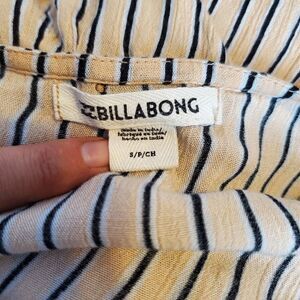 BILLABONG
Made in India/
fabriqué en Inde/
hecho en India
S/P/CH